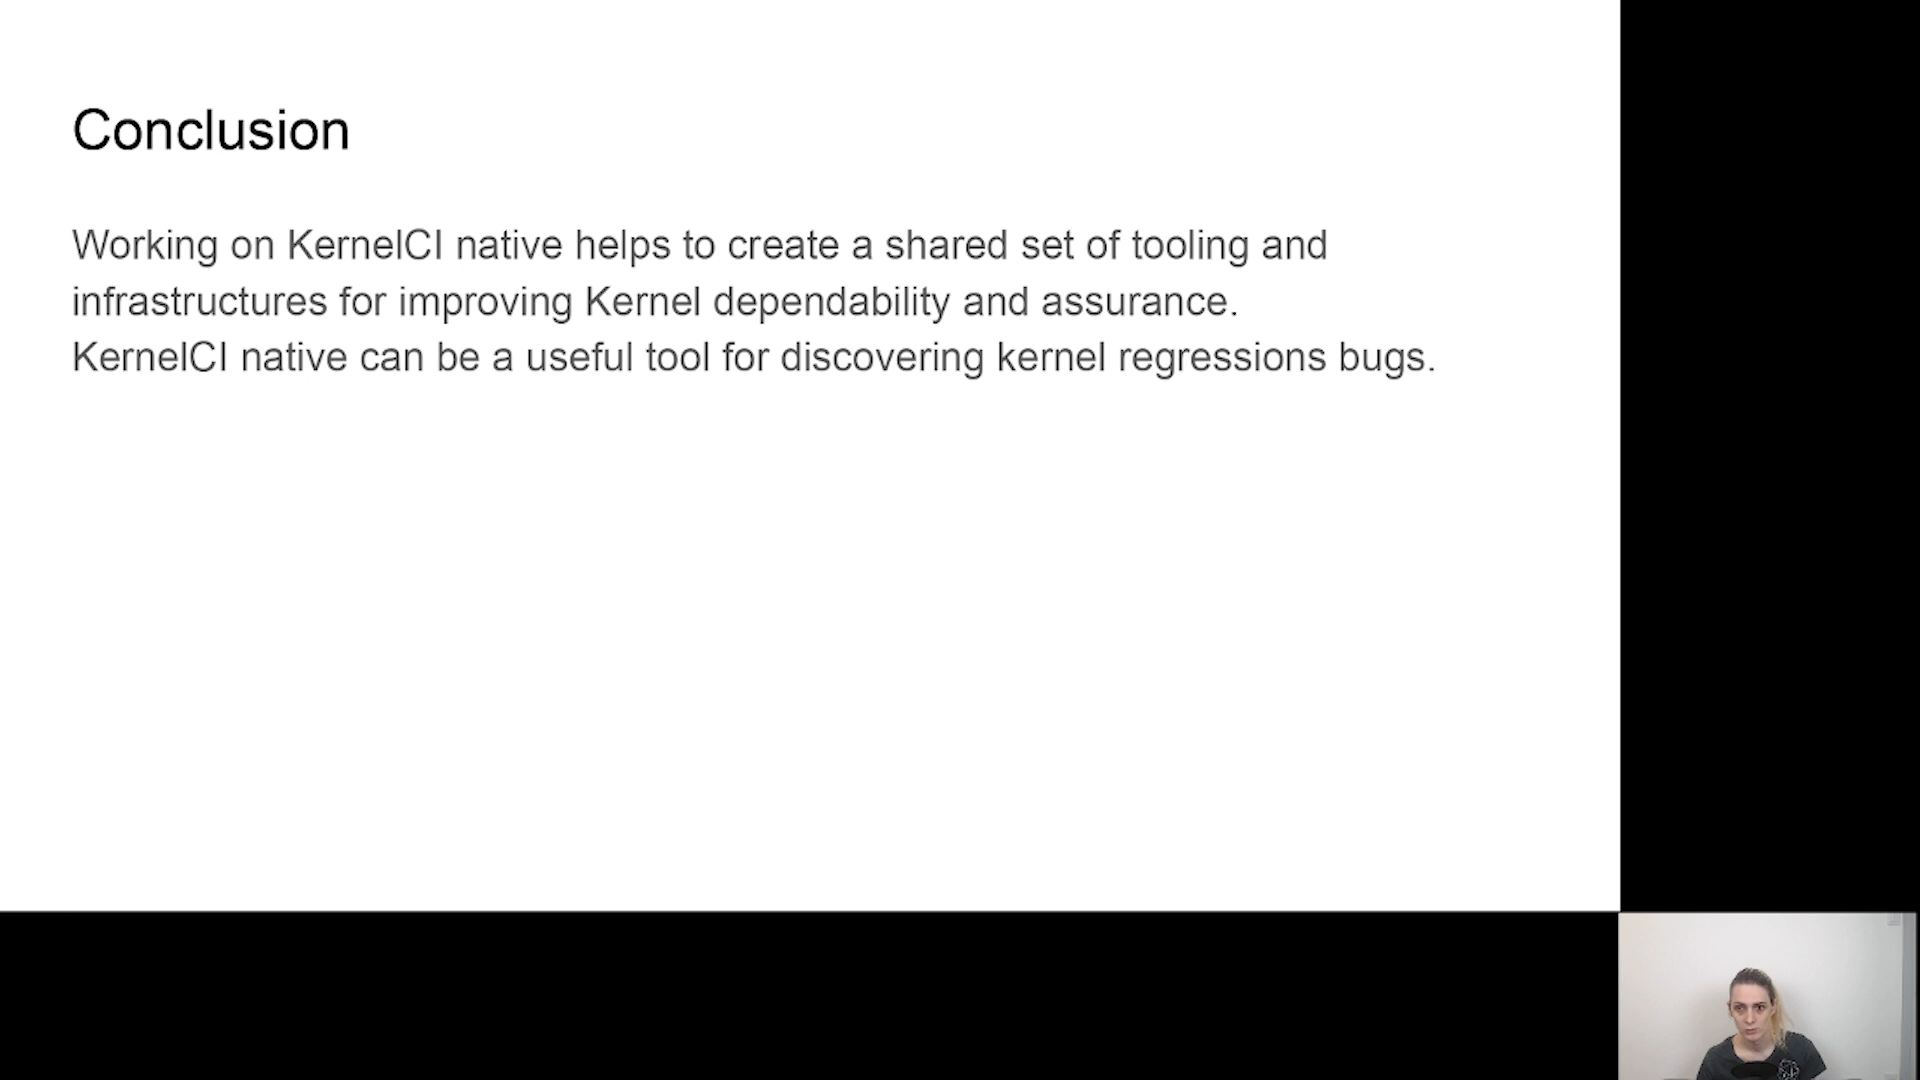 Conclusion
Working on KernelCI native helps to create a shared set of tooling and
infrastructures for improving Kernel dependability and assurance.
KernelCI native can be a useful tool for discovering kernel regressions bugs.